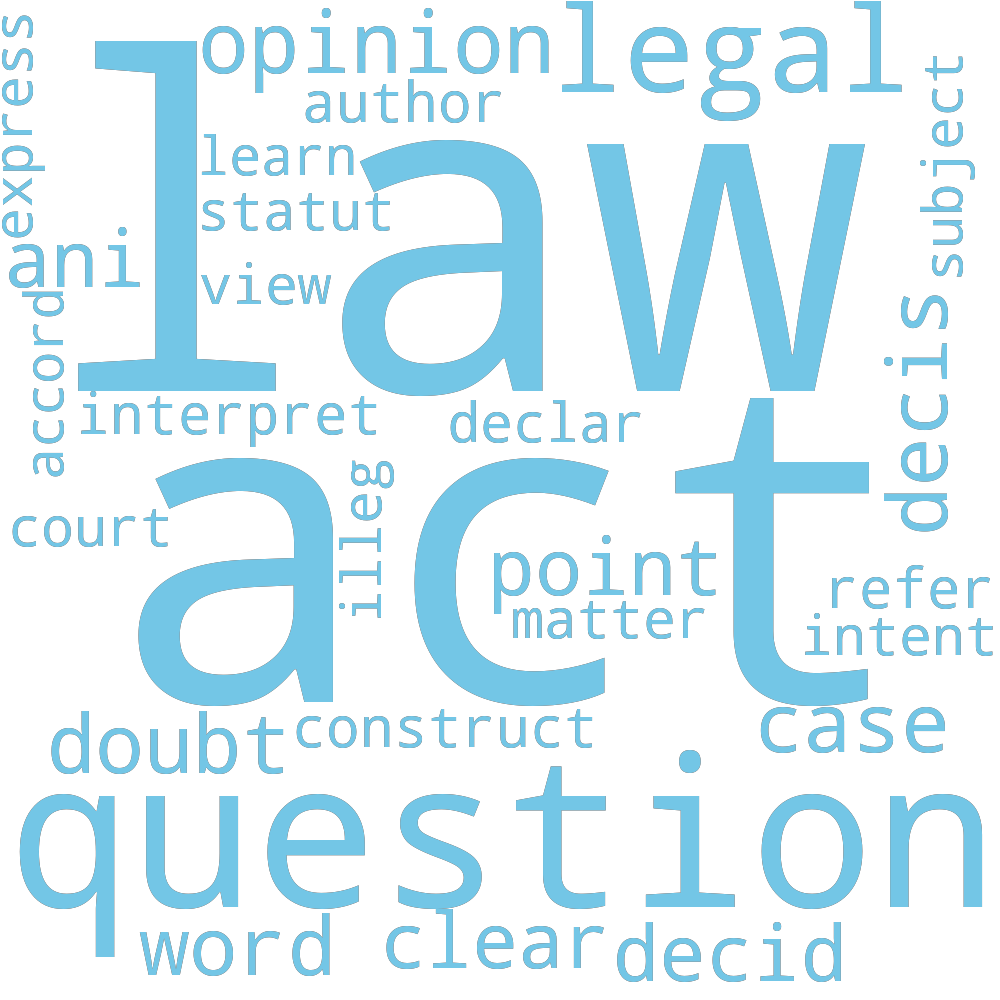 express
opinion
legal
author
learn
statut
view
ani
accord
law
subject
decis
interpret
declar
act
court
illeg
point
matter
refer
intent
doubt
construct
case
question
word
clear
decid